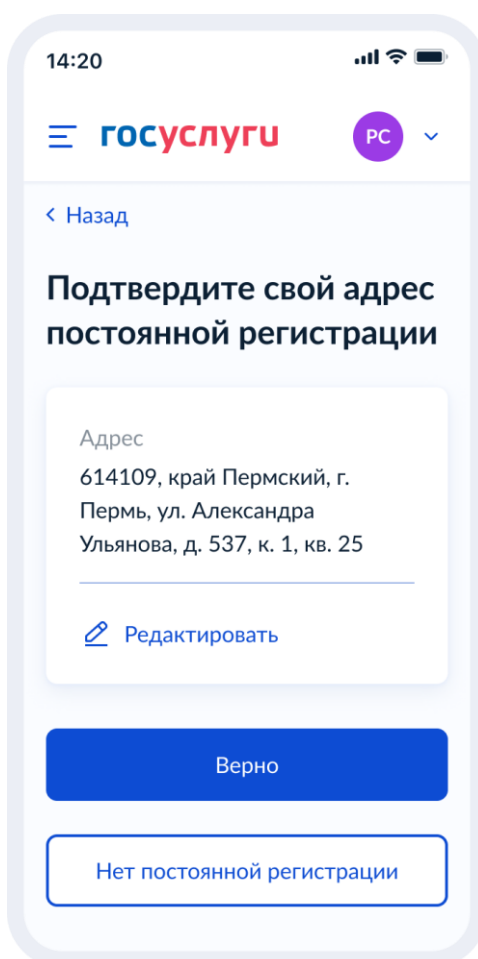 14:20
госуслуги
РС
Назад
Подтвердите свой адрес
постоянной регистрации
Адрес
614109, край Пермский, г.
Пермь, ул. Александра
Ульянова, д. 537, к. 1, кв. 25
Редактировать
Верно
Нет постоянной регистрации